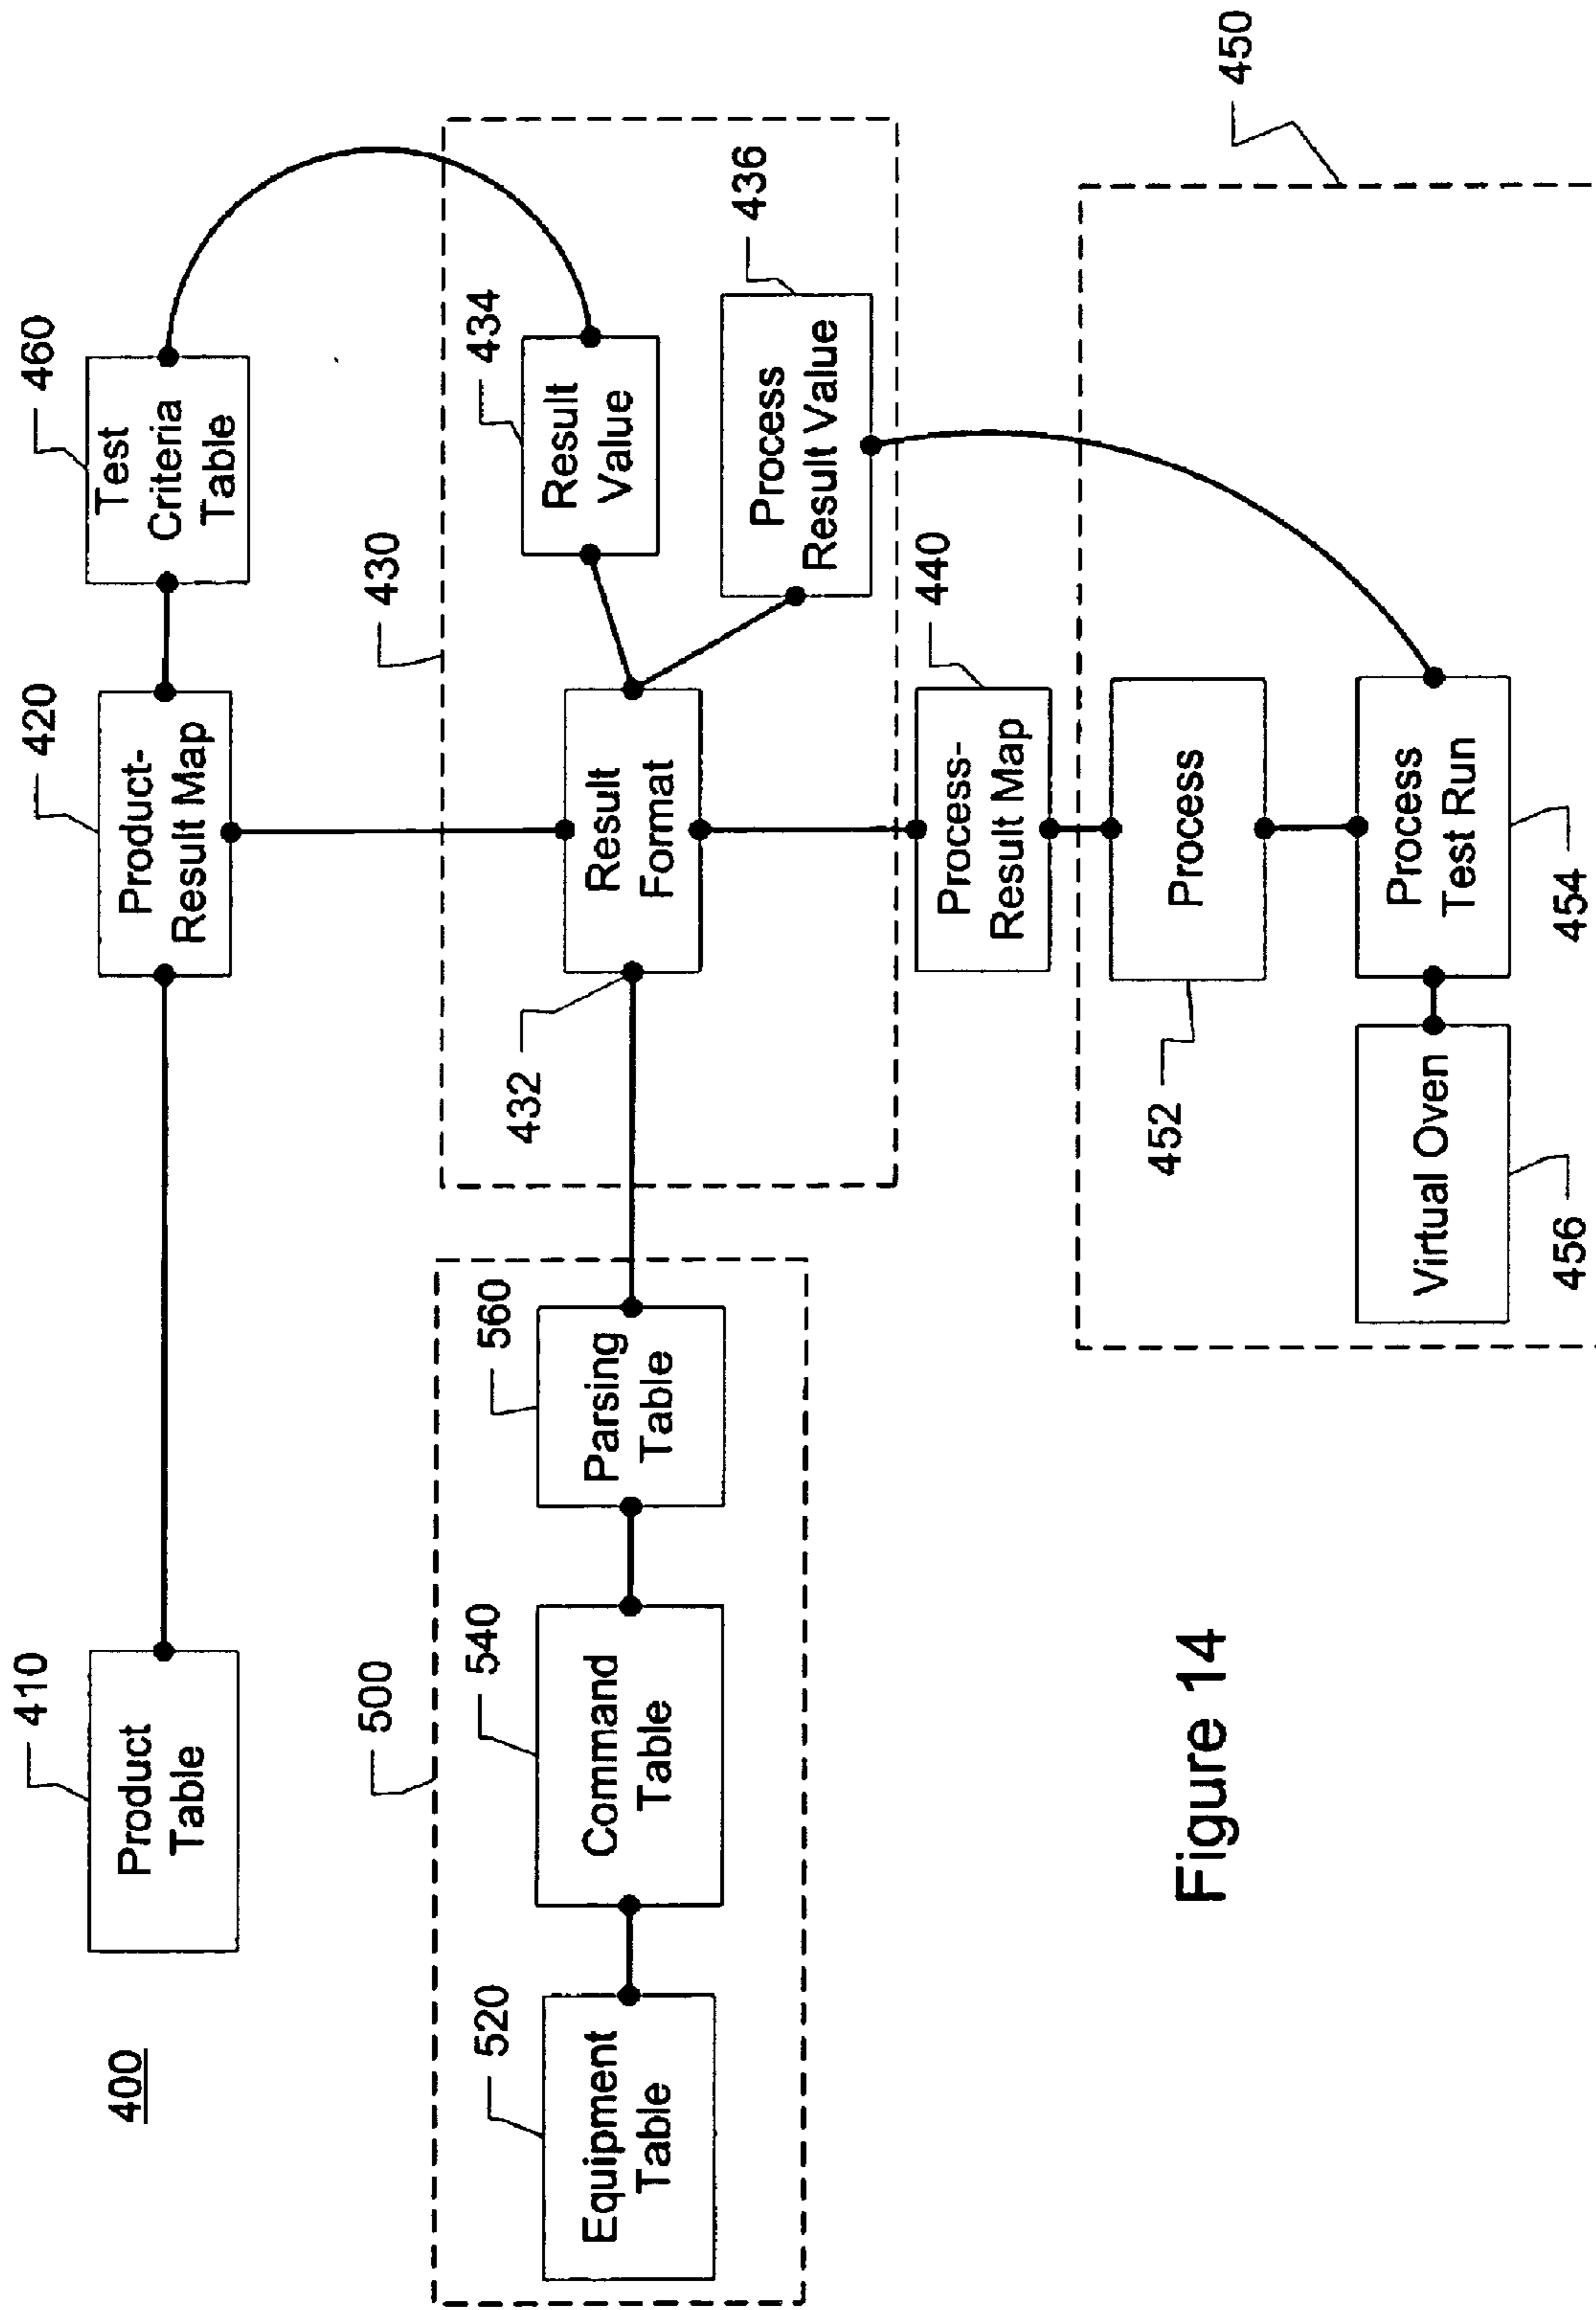 400
410
Product
Table
420
Product-
Result Map
460
Test
Criteria
Table
500
520
Equipment
Table
540
Command
Table
560
Parsing
Table
430
432
Result
Format
434
Result
Value
436
Process
Result Value
440
Process-
Result Map
450
452
Process
Virtual Oven
456
Process
Test Run
454
Figure 14